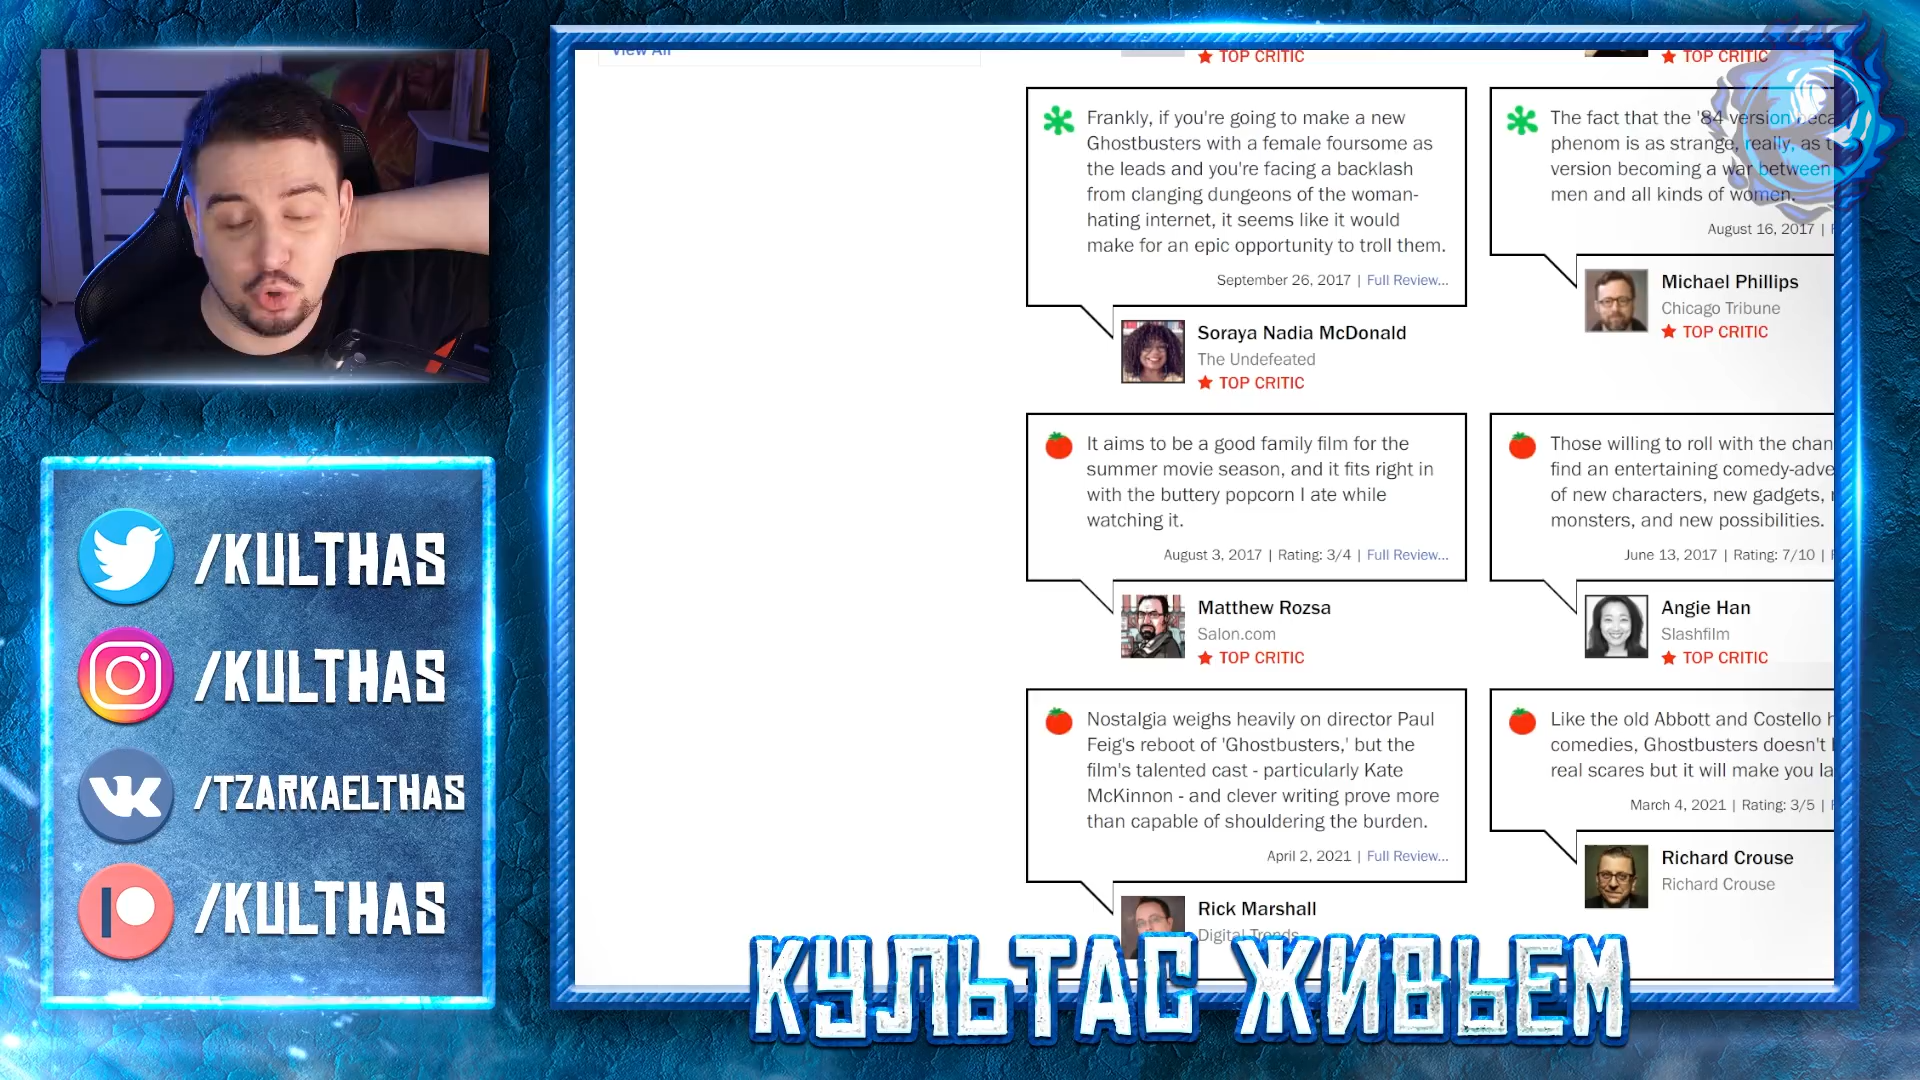 /KULTHAS
/KULTHAS
/TZARKAELTHAS
/KULTHAS
View All
TOP CRITIC
TOP CRITIC
Frankly, if you're going to make a new
Ghostbusters with a female foursome as
the leads and you're facing a backlash
from clanging dungeons of the woman-
hating internet, it seems like it would
make for an epic opportunity to troll them.
September 26, 2017 | Full Review...
Soraya Nadia McDonald
The Undefeated
TOP CRITIC
The fact that the '84 version
phenom is as strange, really, as
version becoming a war between
men and all kinds of women.
August 16, 2017 |
Michael Phillips
Chicago Tribune
TOP CRITIC
It aims to be a good family film for the
summer movie season, and it fits right in
with the buttery popcorn I ate while
watching it.
August 3, 2017 | Rating: 3/4 | Full Review...
Matthew Rozsa
Salon.com
TOP CRITIC
Those willing to roll with the
find an entertaining
of new characters, new gadgets,
monsters, and new possibilities.
June 13, 2017 | Rating: 7/10 |
Angie Han
Slashfilm
TOP CRITIC
Nostalgia weighs heavily on director Paul
Feig's reboot of 'Ghostbusters,' but the
film's talented cast - particularly Kate
McKinnon - and clever writing prove more
than capable of shouldering the burden.
April 2, 2021 | Full Review...
Rick Marshall
Digital Trends
Like the old Abbott and Costello
comedies, Ghostbusters doesn't
real scares but it will make you
March 4, 2021 | Rating: 3/5 |
Richard Crouse
Richard Crouse
КУЛЬТАС ЖИВЬЕМ